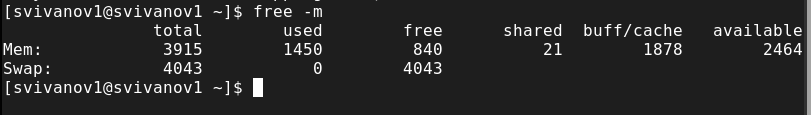 [svivanov1@svivanov1 ~]$ free -m
total used free shared buff/cache available
Mem: 3915 1450 840 21 1878 2464
Swap: 4043 0 4043
[svivanov1@svivanov1 ~]$